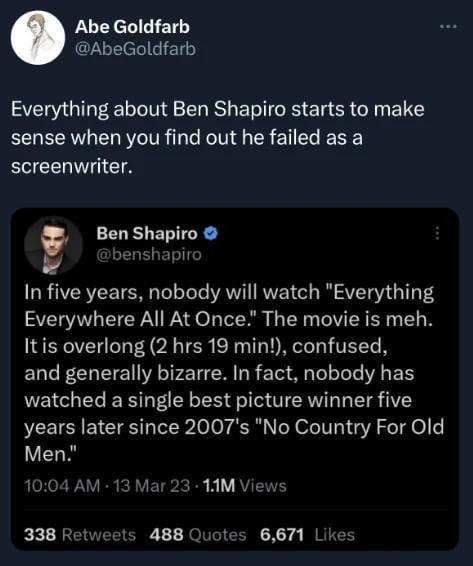 Abe Goldfarb
@AbeGoldfarb
Everything about Ben Shapiro starts to make
sense when you find out he failed as a
screenwriter.
Ben Shapiro
@benshapiro
In five years, nobody will watch "Everything
Everywhere All At Once." The movie is meh.
It is overlong (2 hrs 19 min!), confused,
and generally bizarre. In fact, nobody has
watched a single best picture winner five
years later since 2007's "No Country For Old
Men."
10:04 AM · 13 Mar 23 · 1.1M Views
338 Retweets 488 Quotes 6,671 Likes